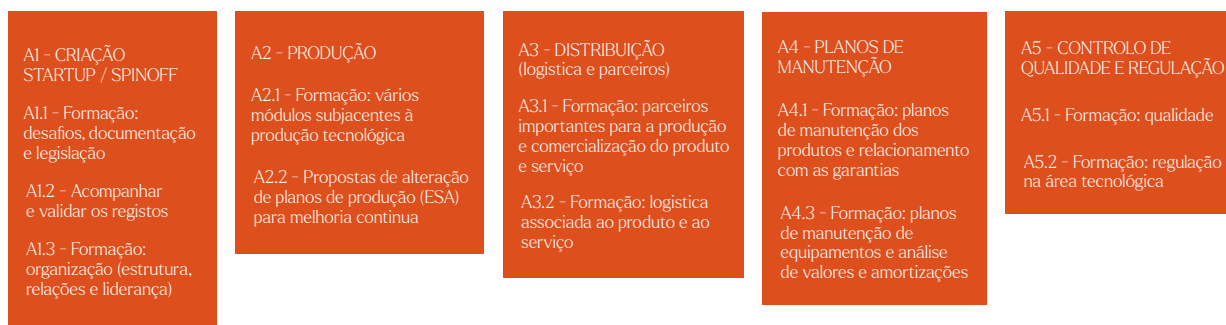 A1 - CRIAÇÃO
STARTUP / SPINOFF
A1.1 - Formação:
desafios, documentação
e legislação
A1.2 - Acompanhar
e validar os registos
A1.3 - Formação:
organização (estrutura,
relações e liderança)
A2 - PRODUÇÃO
A2.1 - Formação: vários
módulos subjacentes à
produção tecnológica
A2.2 - Propostas de alteração
de planos de produção (ESA)
para melhoria continua
A3 - DISTRIBUIÇÃO
(logistica e parceiros)
A3.1 - Formação: parceiros
importantes para a produção
e comercialização do produto
e serviço
A3.2 - Formação: logistica
associada ao produto e ao
serviço
A4 - PLANOS DE
MANUTENÇÃO
A4.1 - Formação: planos
de manutenção dos
produtos e relacionamento
com as garantias
A4.3 - Formação: planos
de manutenção de
equipamentos e análise
de valores e amortizações
A5 - CONTROLO DE
QUALIDADE E REGULAÇÃO
A5.1 - Formação: qualidade
A5.2 - Formação: regulação
na área tecnológica